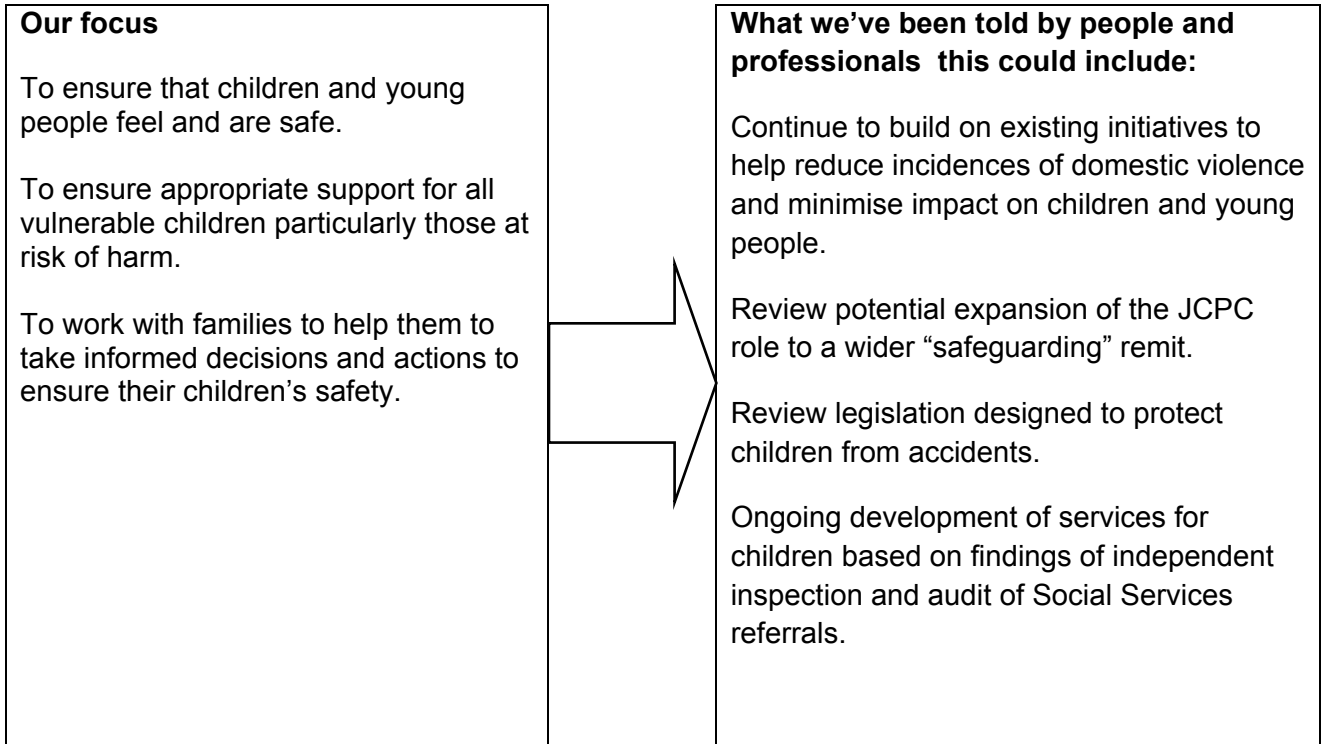 Our focus
To ensure that children and young
people feel and are safe.
To ensure appropriate support for all
vulnerable children particularly those at
risk of harm.
To work with families to help them to
take informed decisions and actions to
ensure their children’s safety.
What we’ve been told by people and
professionals  this could include:
Continue to build on existing initiatives to
help reduce incidences of domestic violence
and minimise impact on children and young
people.
Review potential expansion of the JCPC
role to a wider “safeguarding” remit.
Review legislation designed to protect
children from accidents.
Ongoing development of services for
children based on findings of independent
inspection and audit of Social Services
referrals.